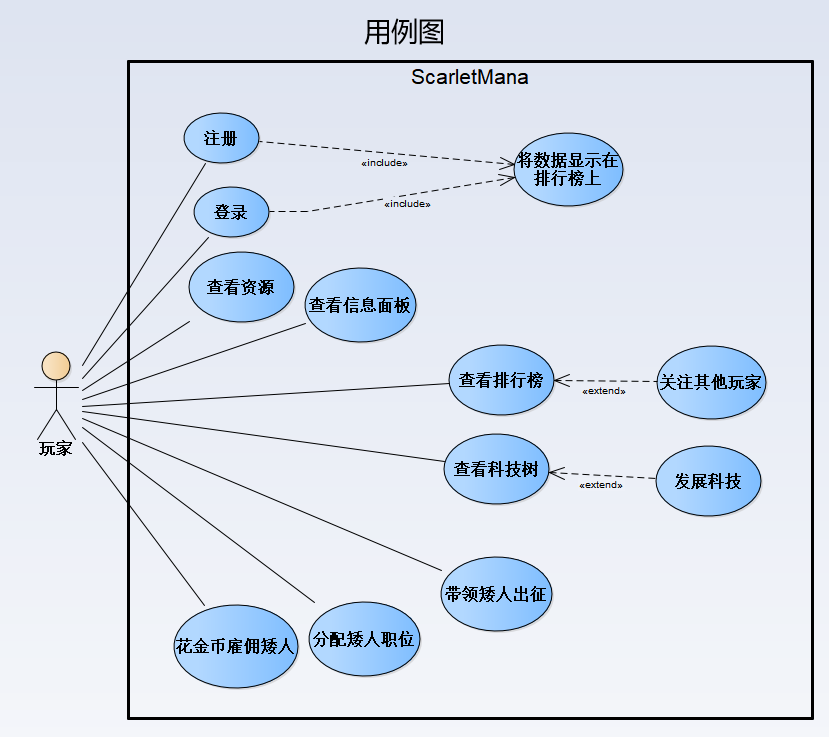 用例图
ScarletMana
注册
«include»
将数据显示在
排行榜上
登录
«include»
查看资源
查看信息面板
查看排行榜
«extend»
关注其他玩家
玩家
查看科技树
«extend»
发展科技
带领矮人出征
花金币雇佣矮人
分配矮人职位